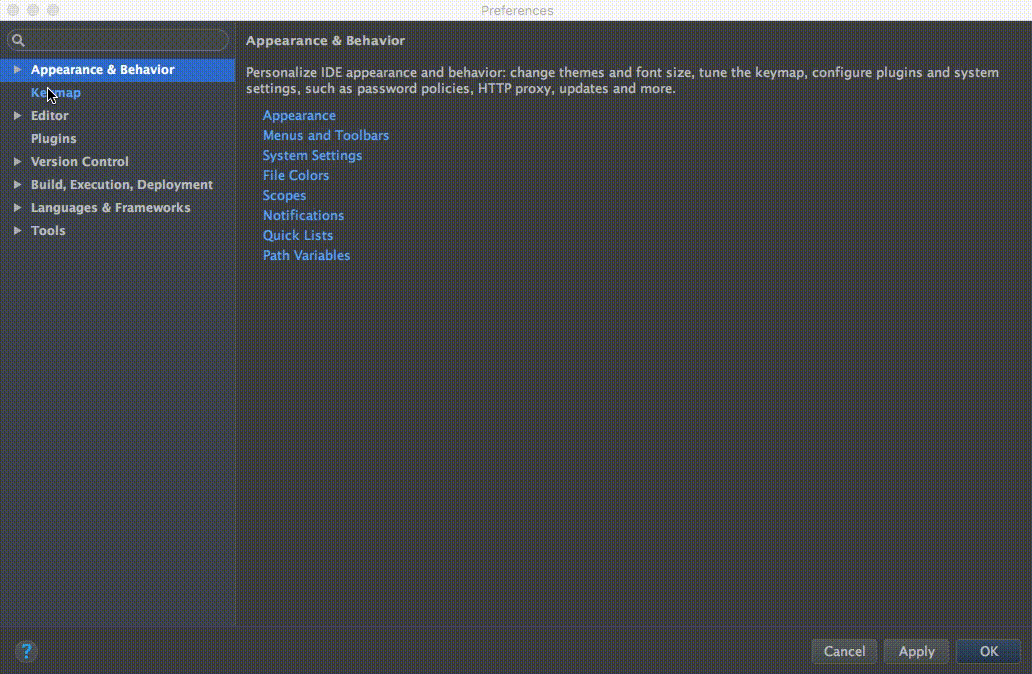 Preferences
Appearance & Behavior
Keymap
Editor
Plugins
Version Control
Build, Execution, Deployment
Languages & Frameworks
Tools
Appearance & Behavior
Personalize IDE appearance and behavior: change themes and font size, tune the keymap, configure plugins and system
settings, such as password policies, HTTP proxy, updates and more.
Appearance
Menus and Toolbars
System Settings
File Colors
Scopes
Notifications
Quick Lists
Path Variables
?
Cancel
Apply
OK